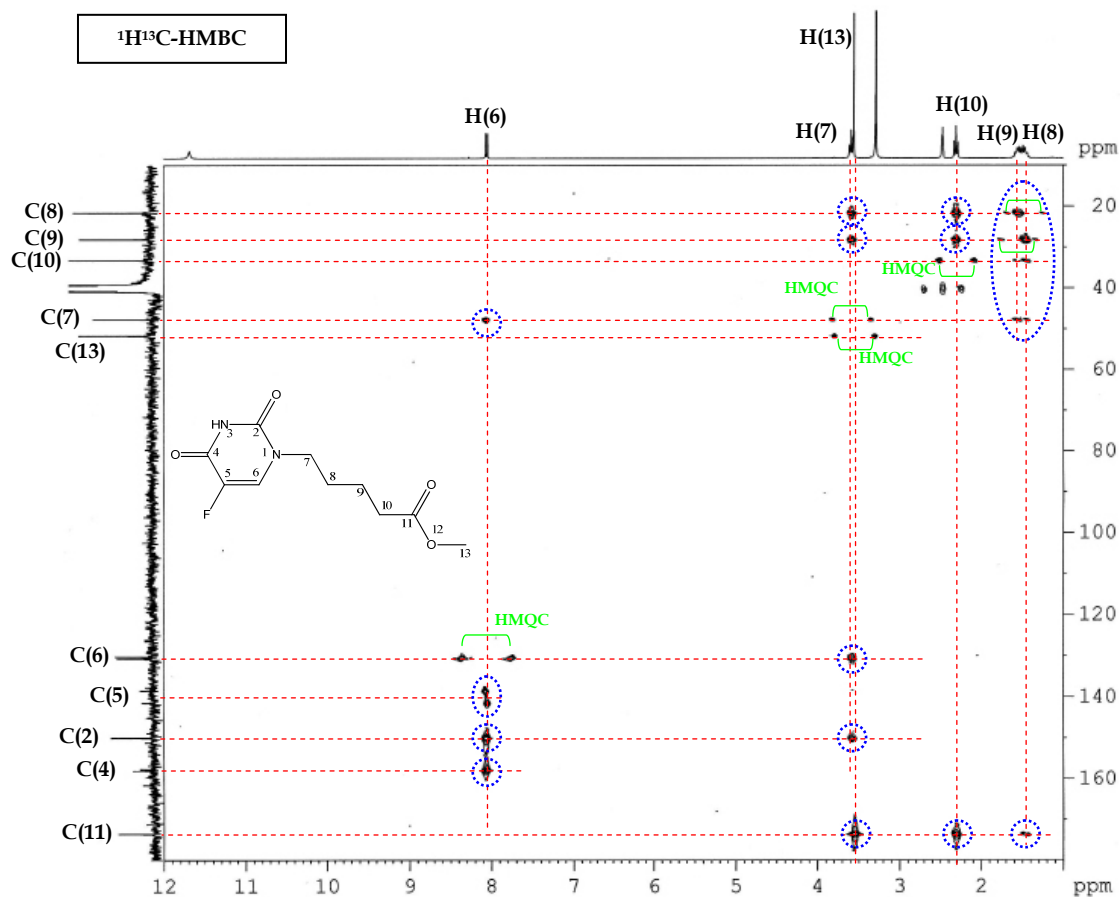 ¹H¹³C-HMBC
H(13)
H(6)
H(10)
H(7)
H(9)
H(8)
ppm
C(8)
C(9)
C(10)
C(7)
C(13)
C(6)
C(5)
C(2)
C(4)
C(11)
HMQC
HMQC
HMQC
HMQC
O
HN
3
2
O
4
N
1
5
6
F
7
8
9
10
11
O
12
O
13
20
40
60
80
100
120
140
160
12
11
10
9
8
7
6
5
4
3
2
ppm